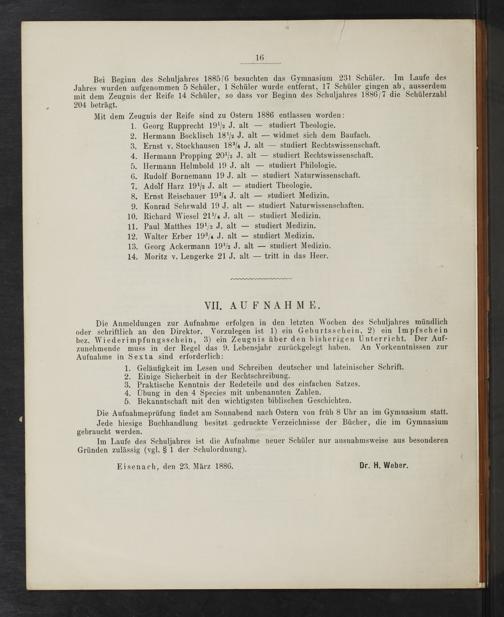 16
Bei Beginn des Schuljahres 1885/6 besuchten das Gymnasium 231 Schüler. Im Laufe des
Jahres wurden aufgenommen 5 Schüler, 1 Schüler wurde entfernt, 17 Schüler gingen ab, ausserdem
mit dem Zeugnis der Reife 14 Schüler, so dass vor Beginn des Schuljahres 1886/7 die Schülerzahl
204 beträgt.
Mit dem Zeugnis der Reife sind zu Ostern 1886 entlassen worden:
1. Georg Rupprecht 19½ J. alt — studiert Theologie.
2. Hermann Bocklisch 18½ J. alt — widmet sich dem Baufach.
3. Ernst v. Stockhausen 18¾ J. alt — studiert Rechtswissenschaft.
4. Hermann Propping 20½ J. alt — studiert Rechtswissenschaft.
5. Hermann Helmbold 19 J. alt — studiert Philologie.
6. Rudolf Bornemann 19 J. alt — studiert Naturwissenschaft.
7. Adolf Harz 19½ J. alt — studiert Theologie.
8. Ernst Reischauer 19¾ J. alt — studiert Medizin.
9. Konrad Sehrwald 19 J. alt — studiert Naturwissenschaften.
10. Richard Wiesel 21¾ J. alt — studiert Medizin.
11. Paul Matthes 19½ J. alt — studiert Medizin.
12. Walter Erber 19¾ J. alt — studiert Medizin.
13. Georg Ackermann 19½ J. alt — studiert Medizin.
14. Moritz v. Lengerke 21 J. alt — tritt in das Heer.
VII. AUFNAHME.
Die Anmeldungen zur Aufnahme erfolgen in den letzten Wochen des Schuljahres mündlich
oder schriftlich an den Direktor. Vorzulegen ist 1) ein Geburtsschein, 2) ein Impfschein
bez. Wiederimpfungsschein, 3) ein Zeugnis über den bisherigen Unterricht. Der Auf-
zunehmende muss in der Regel das 9. Lebensjahr zurückgelegt haben. An Vorkenntnissen zur
Aufnahme in Sexta sind erforderlich:
1. Geläufigkeit im Lesen und Schreiben deutscher und lateinischer Schrift.
2. Einige Sicherheit in der Rechtschreibung.
3. Praktische Kenntnis der Redeteile und des einfachen Satzes.
4. Übung in den 4 Species mit unbenannten Zahlen.
5. Bekanntschaft mit den wichtigsten biblischen Geschichten.
Die Aufnahmeprüfung findet am Sonnabend nach Ostern von früh 8 Uhr an im Gymnasium statt.
Jede hiesige Buchhandlung besitzt gedruckte Verzeichnisse der Bücher, die im Gymnasium
gebraucht werden.
Im Laufe des Schuljahres ist die Aufnahme neuer Schüler nur ausnahmsweise aus besonderen
Gründen zulässig (vgl. § 1 der Schulordnung).
Eisenach, den 23. März 1886. Dr. H. Weber.